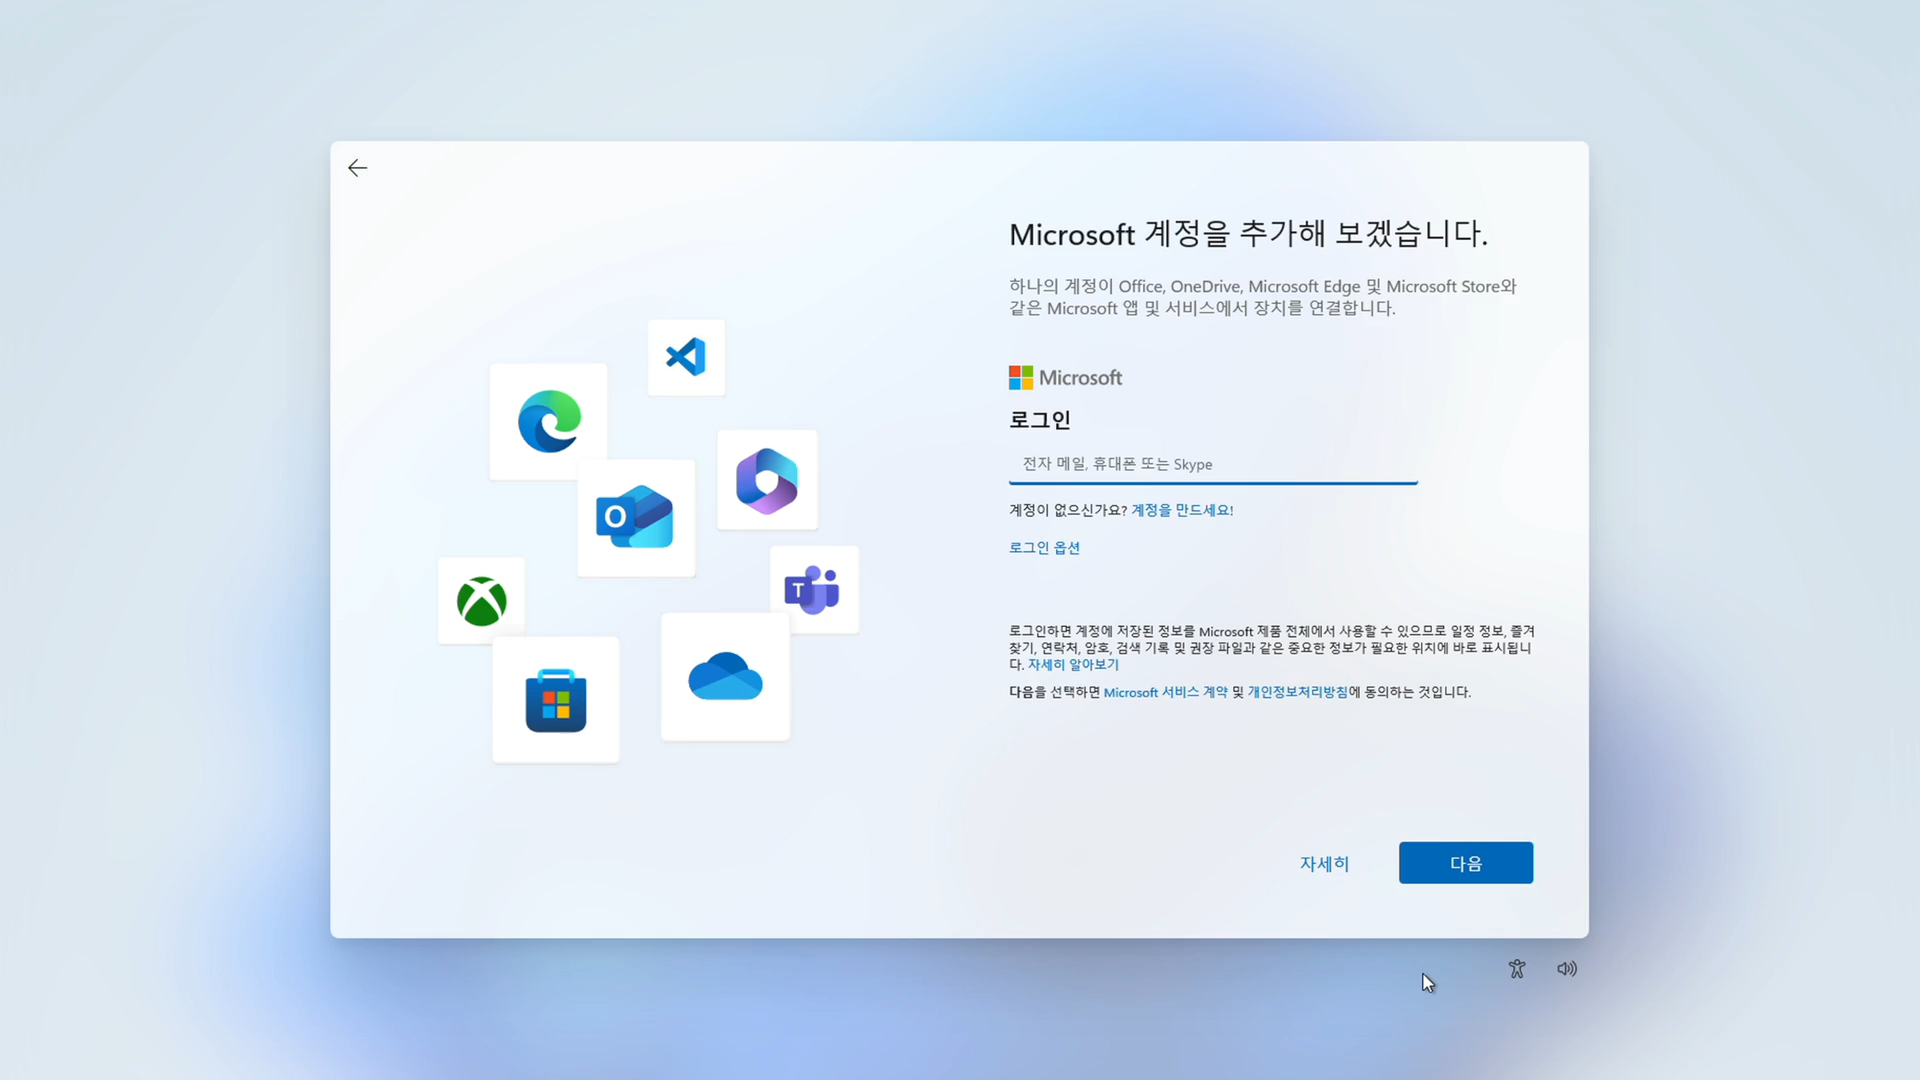 Microsoft 계정을 추가해 보겠습니다.
하나의 계정이 Office, OneDrive, Microsoft Edge 및 Microsoft Store와
같은 Microsoft 앱 및 서비스에서 장치를 연결합니다.
Microsoft
로그인
전자 메일, 휴대폰 또는 Skype
계정이 없으신가요? 계정을 만드세요!
로그인 옵션
로그인하면 계정에 저장된 정보를 Microsoft 제품 전체에서 사용할 수 있으므로 일정 정보, 즐겨
찾기, 연락처, 암호, 검색 기록 및 권장 파일과 같은 중요한 정보가 필요한 위치에 바로 표시됩니
다. 자세히 알아보기
다음을 선택하면 Microsoft 서비스 계약 및 개인정보처리방침에 동의하는 것입니다.
자세히
다음